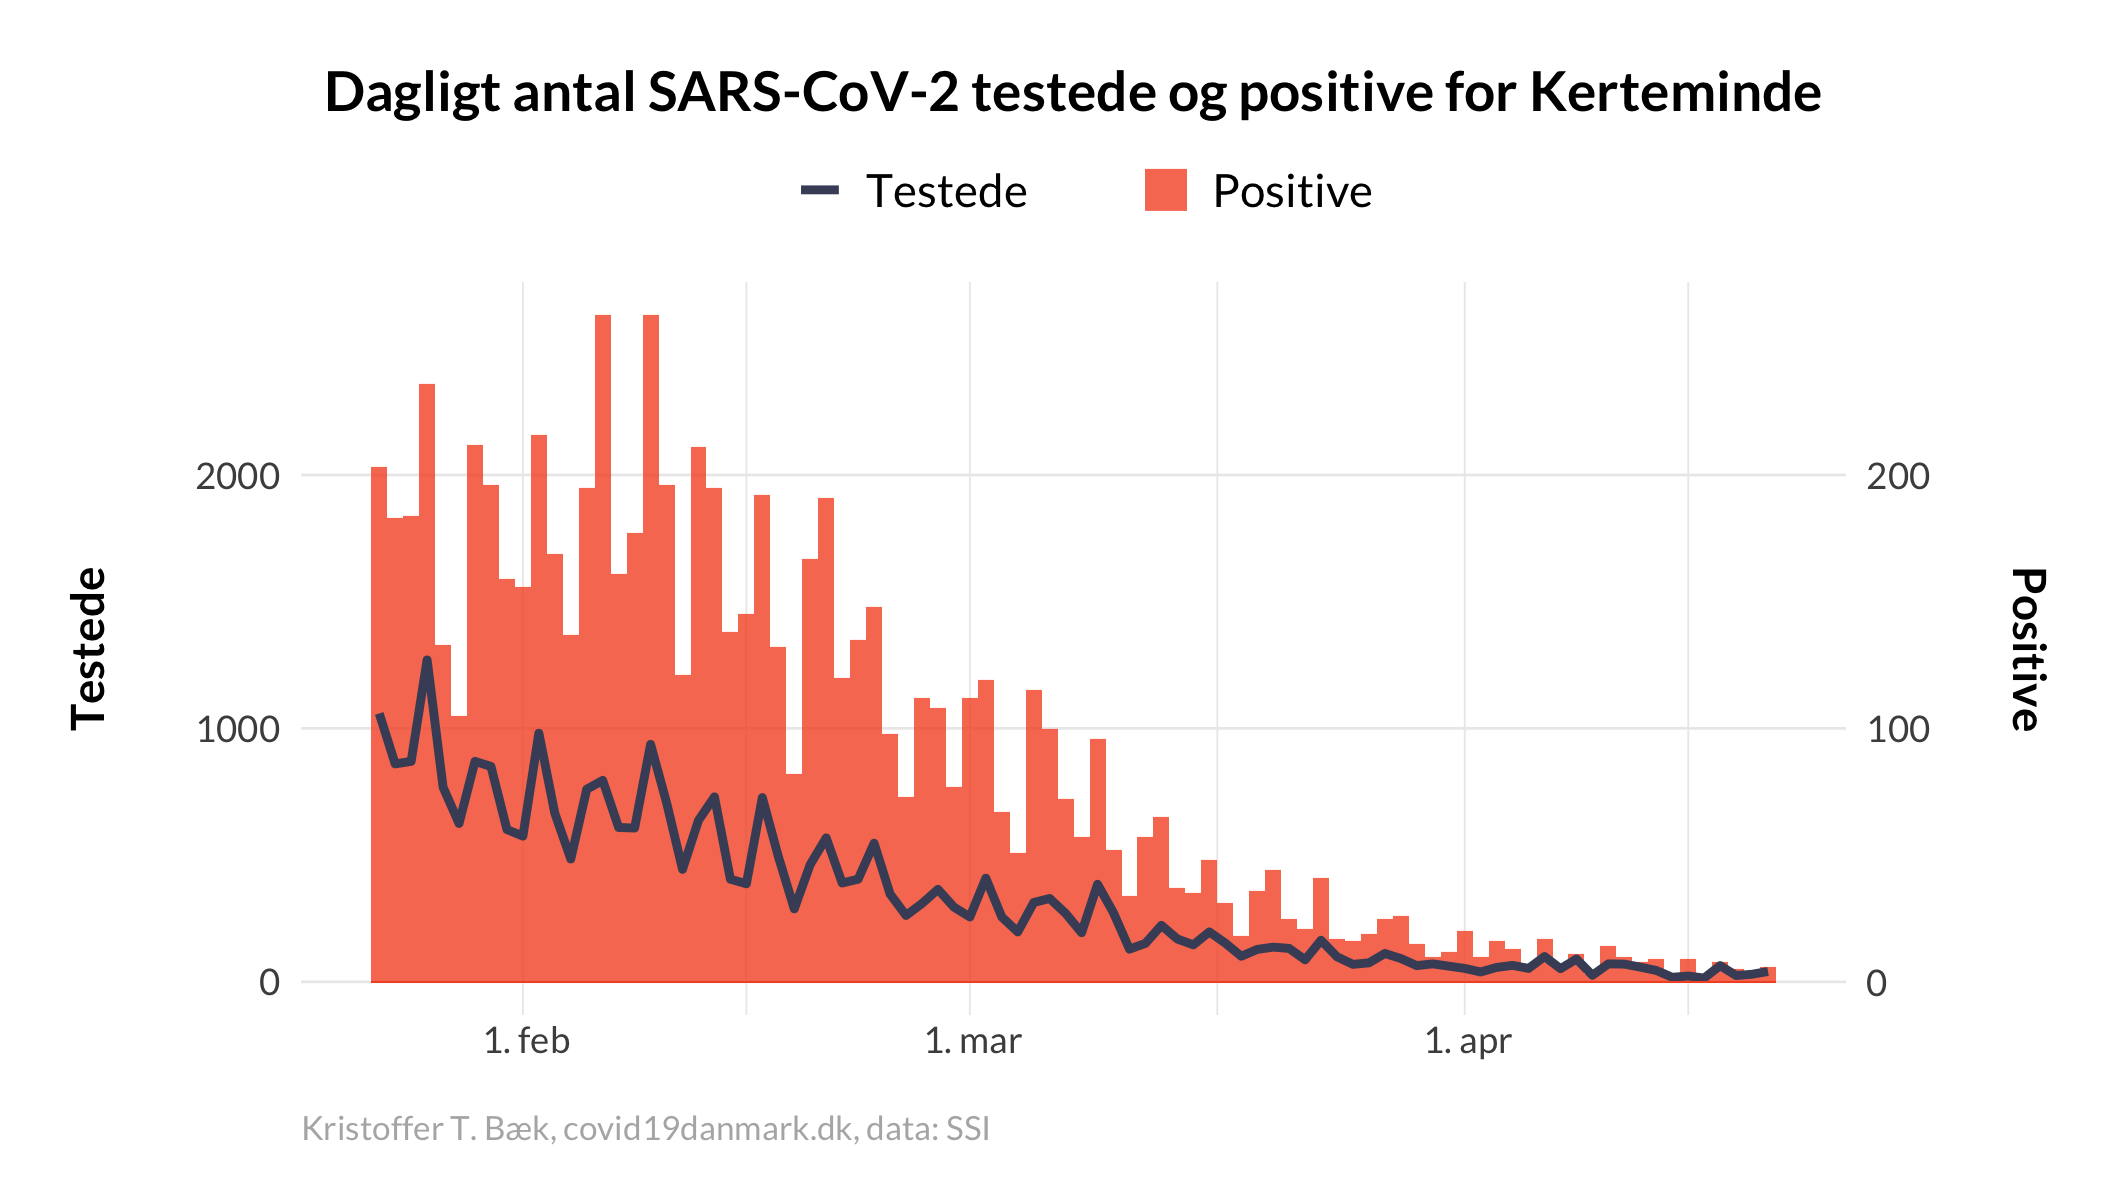 Dagligt antal SARS-CoV-2 testede og positive for Kerteminde
Testede
Positive
Testede
2000
1000
0
200
100
0
Positive
1. feb
1. mar
1. apr
Kristoffer T. Bæk, covid19danmark.dk, data: SSI